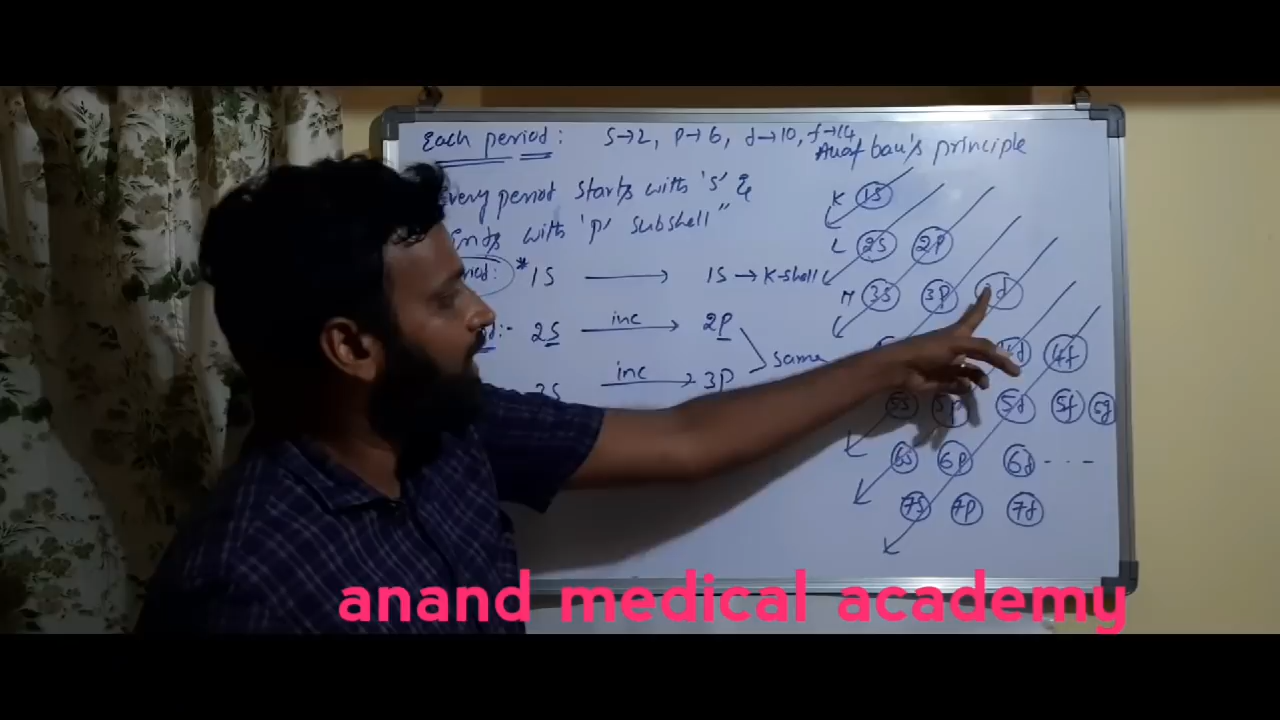 Each period: S→2, P→6, d→10, f→14,
Auof bau's principle
Every period starts with 's' &
ends with 'p' subshell"
*1S → 1S → K-shell
2S inc → 2P
3S inc → 3P
Same
K 1S
L 2S 2P
M 3S 3P 3d
4d 4f
5S 5P 5d 5f 5g
6S 6P 6d - - -
7S 7P 7d
anand medical academy